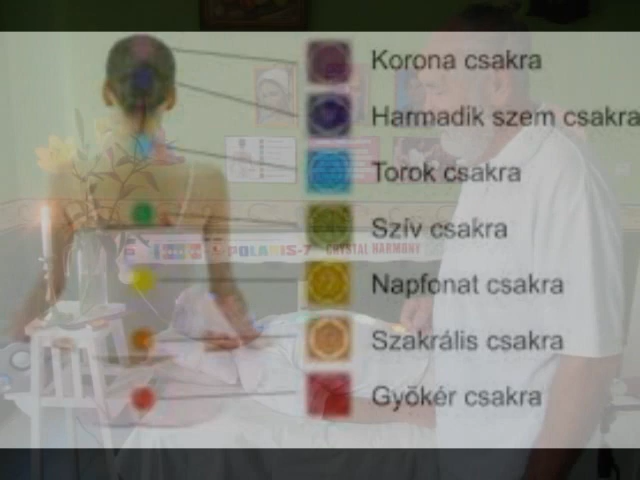 Korona csakra
Harmadik szem csakra
Torok csakra
Szív csakra
POLARIS-7 CRYSTAL HARMONY
Napfonat csakra
Szakrális csakra
Gyökér csakra